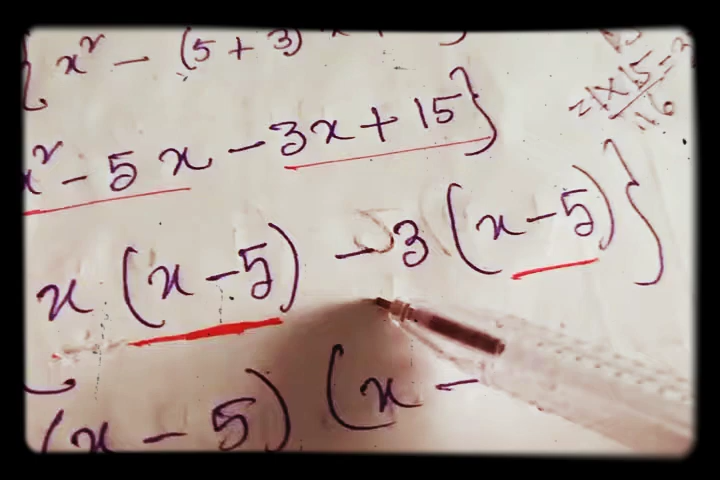 {x² - (5 + 3)
x² - 5x - 3x + 15}
x (x - 5) - 3 (x - 5)}
(x - 5) (x -